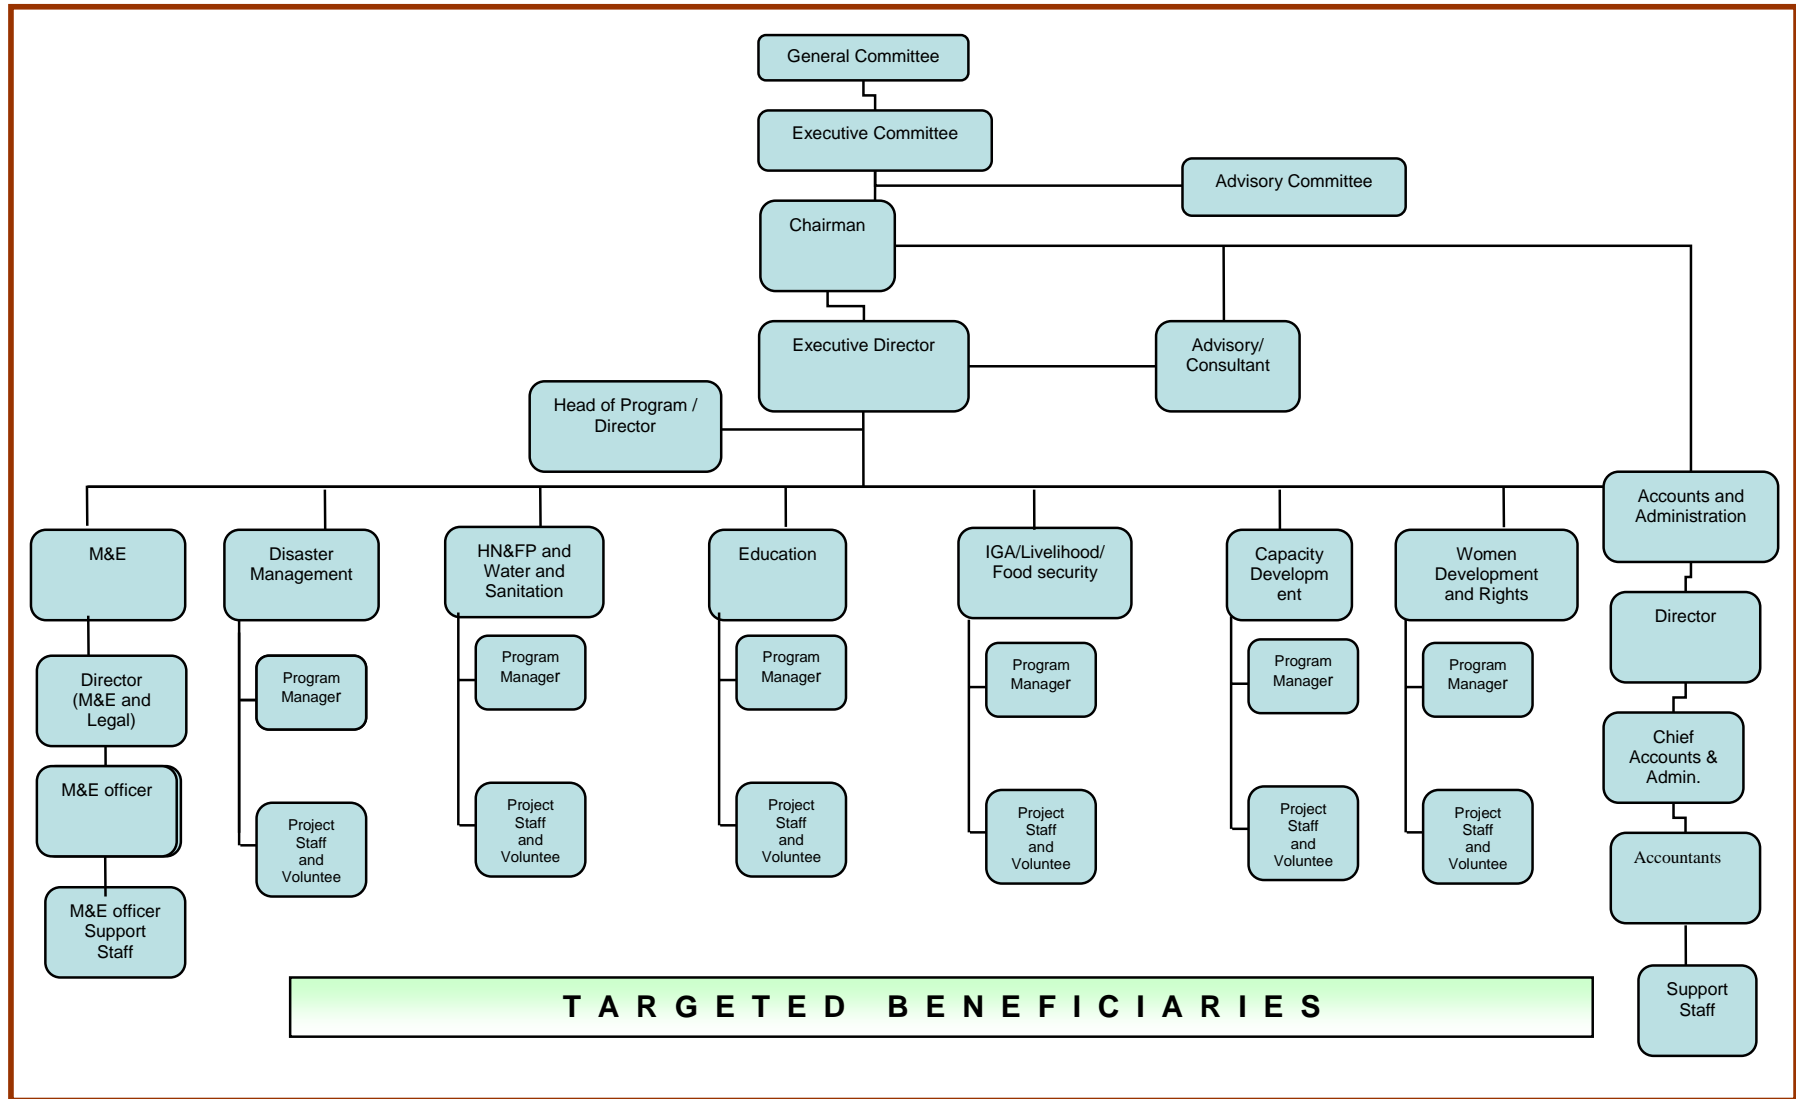 General Committee
Executive Committee
Advisory Committee
Chairman
Executive Director
Advisory/
Consultant
Head of Program /
Director
M&E
Disaster
Management
HN&FP and
Water and
Sanitation
Education
IGA/Livelihood/
Food security
Capacity
Developm
ent
Women
Development
and Rights
Accounts and
Administration
Director
(M&E and
Legal)
M&E officer
M&E officer
Support
Staff
Program
Manager
Project
Staff
and
Voluntee
Program
Manager
Project
Staff
and
Voluntee
Program
Manager
Project
Staff
and
Voluntee
Program
Manager
Project
Staff
and
Voluntee
Program
Manager
Project
Staff
and
Voluntee
Program
Manager
Project
Staff
and
Voluntee
Director
Chief
Accounts &
Admin.
Accountants
Support
Staff
TARGETED BENEFICIARIES